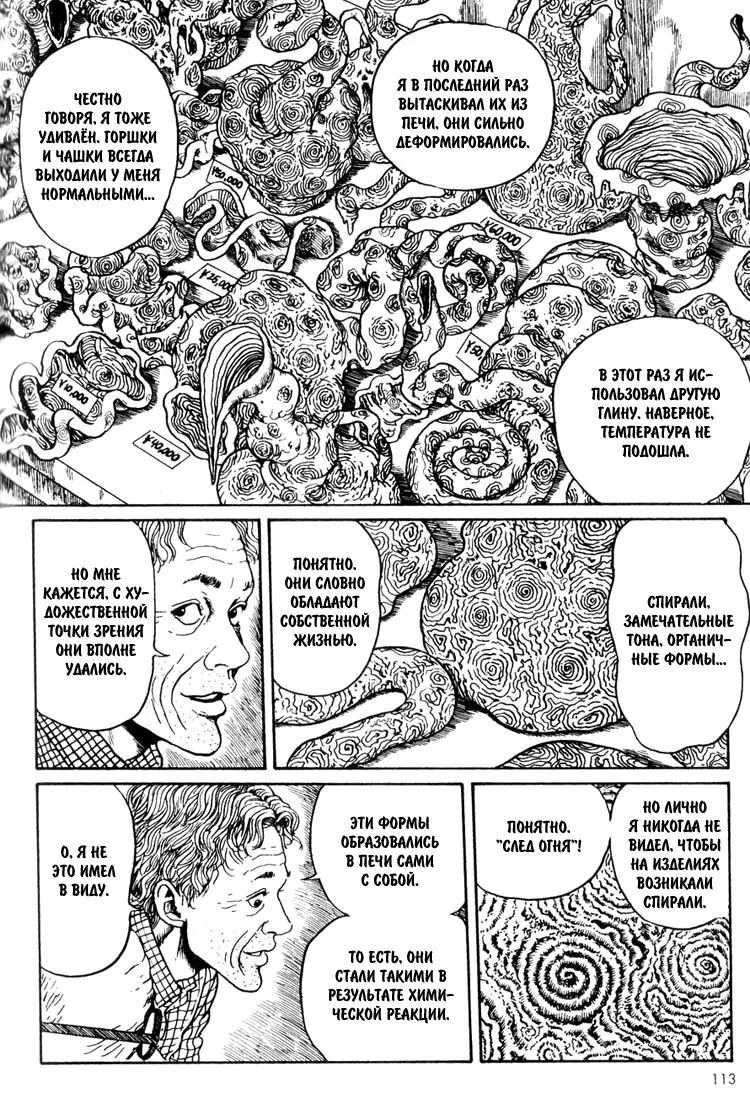 ЧЕСТНО
ГОВОРЯ, Я ТОЖЕ
УДИВЛЁН. ГОРШКИ
И ЧАШКИ ВСЕГДА
ВЫХОДИЛИ У МЕНЯ
НОРМАЛЬНЫМИ...
НО КОГДА
Я В ПОСЛЕДНИЙ РАЗ
ВЫТАСКИВАЛ ИХ ИЗ
ПЕЧИ, ОНИ СИЛЬНО
ДЕФОРМИРОВАЛИСЬ.
¥60,000
¥25,000
¥10,000
¥40,000
В ЭТОТ РАЗ Я ИС-
ПОЛЬЗОВАЛ ДРУГУЮ
ГЛИНУ. НАВЕРНОЕ,
ТЕМПЕРАТУРА НЕ
ПОДОШЛА.
НО МНЕ
КАЖЕТСЯ, С ХУ-
ДОЖЕСТВЕННОЙ
ТОЧКИ ЗРЕНИЯ
ОНИ ВПОЛНЕ
УДАЛИСЬ.
ПОНЯТНО.
ОНИ СЛОВНО
ОБЛАДАЮТ
СОБСТВЕННОЙ
ЖИЗНЬЮ.
СПИРАЛИ,
ЗАМЕЧАТЕЛЬНЫЕ
ТОНА, ОРГАНИЧ-
НЫЕ ФОРМЫ...
О, Я НЕ
ЭТО ИМЕЛ
В ВИДУ.
ЭТИ ФОРМЫ
ОБРАЗОВАЛИСЬ
В ПЕЧИ САМИ
С СОБОЙ.
ТО ЕСТЬ, ОНИ
СТАЛИ ТАКИМИ В
РЕЗУЛЬТАТЕ ХИМИ-
ЧЕСКОЙ РЕАКЦИИ.
ПОНЯТНО.
"СЛЕД ОГНЯ"!
НО ЛИЧНО
Я НИКОГДА НЕ
ВИДЕЛ, ЧТОБЫ
НА ИЗДЕЛИЯХ
ВОЗНИКАЛИ
СПИРАЛИ.
113